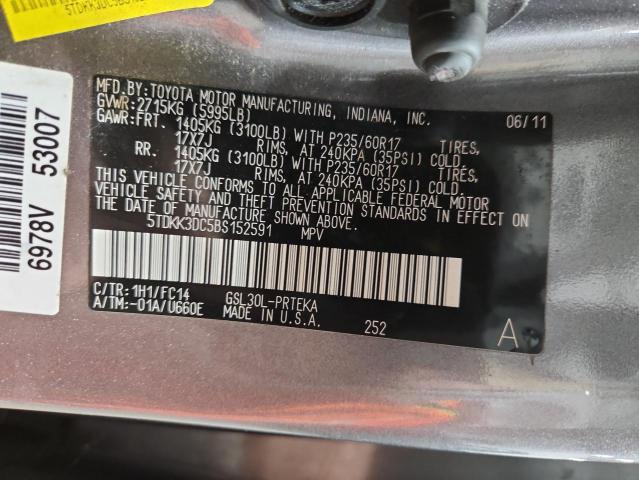 5TDKK3DC5BS152591
6978V 53007
MFD.BY:TOYOTA MOTOR MANUFACTURING, INDIANA, INC.
GVWR:2715KG (5995LB) 06/11
GAWR:FRT. 1405KG (3100LB) WITH P235/60R17 TIRES,
17X7J RIMS, AT 240KPA (35PSI) COLD.
RR. 1405KG (3100LB) WITH P235/60R17 TIRES,
17X7J RIMS, AT 240KPA (35PSI) COLD.
THIS VEHICLE CONFORMS TO ALL APPLICABLE FEDERAL MOTOR
VEHICLE SAFETY AND THEFT PREVENTION STANDARDS IN EFFECT ON
THE DATE OF MANUFACTURE SHOWN ABOVE.
5TDKK3DC5BS152591 MPV
C/TR:1H1/FC14 GSL30L-PRTEKA
A/TM:-01A/U660E MADE IN U.S.A. 252 A